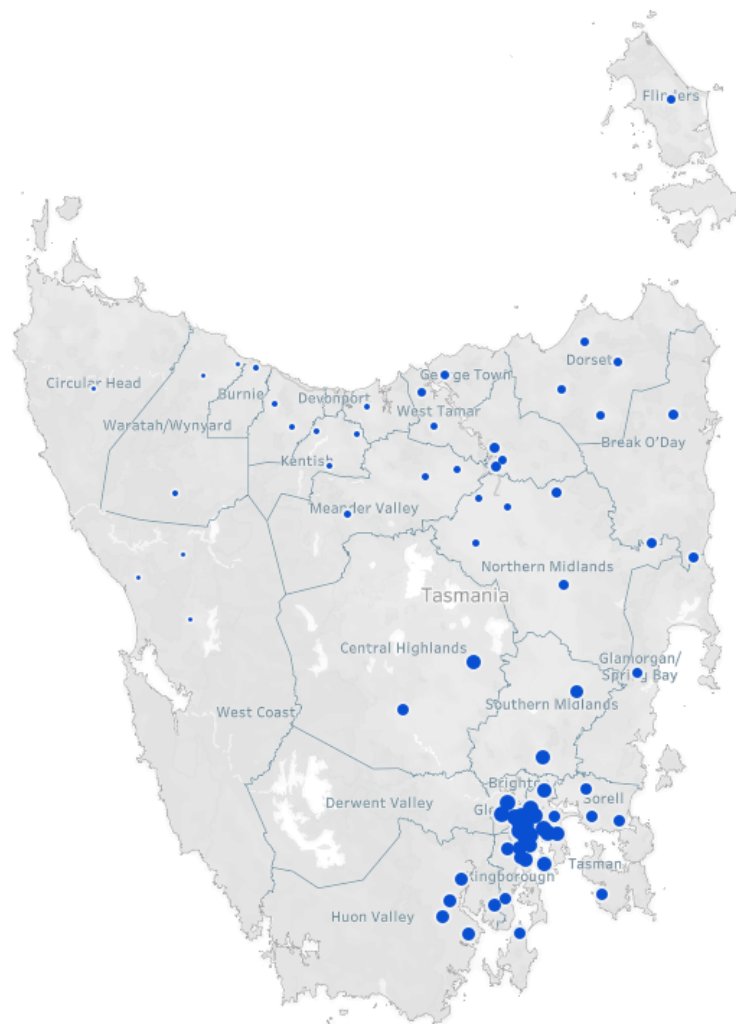 Flinders
Circular Head
Burnie
Devonport
George Town
Dorset
Waratah/Wynyard
West Tamar
Break O'Day
Kentish
Meander Valley
Northern Midlands
Tasmania
Central Highlands
Glamorgan/
Spring Bay
Southern Midlands
West Coast
Brighton
Derwent Valley
Sorell
Tasman
Kingborough
Huon Valley